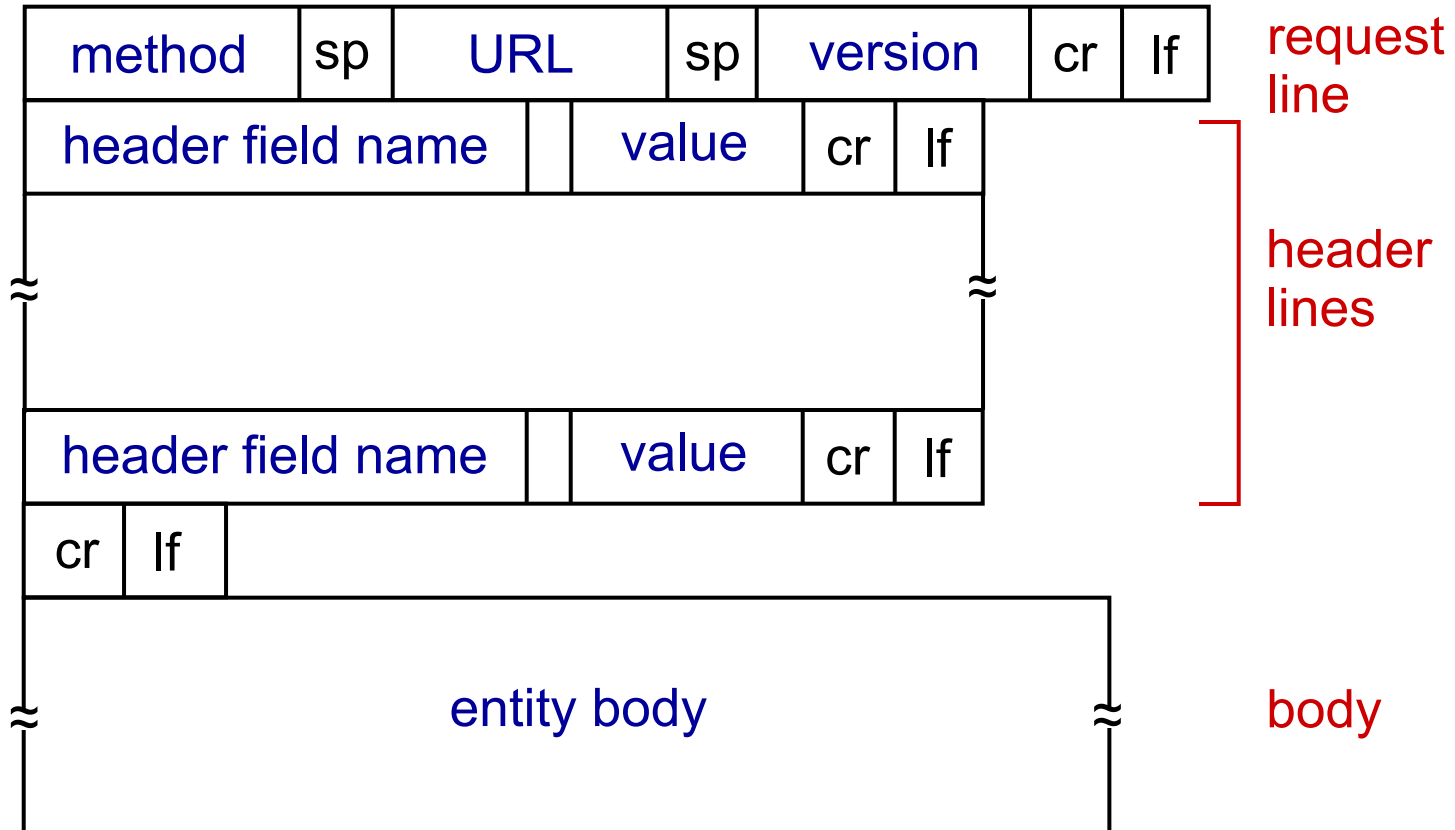 method sp URL sp version cr lf
request
line
header field name value cr lf
header
lines
header field name value cr lf
cr lf
entity body
body